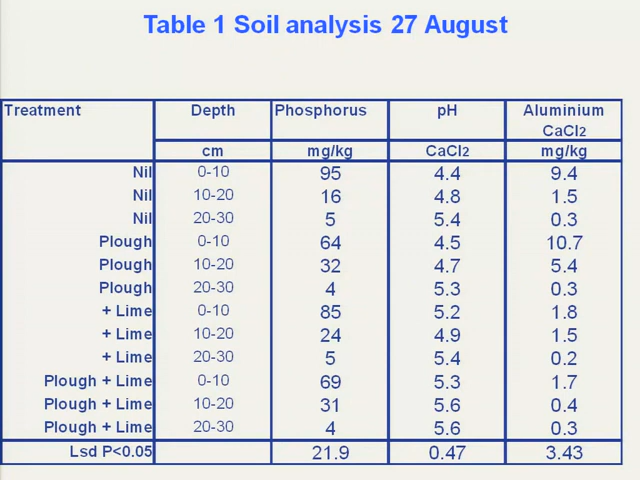 Table 1 Soil analysis 27 August
Treatment Depth Phosphorus pH Aluminium
CaCl2
cm mg/kg CaCl2 mg/kg
Nil 0-10 95 4.4 9.4
Nil 10-20 16 4.8 1.5
Nil 20-30 5 5.4 0.3
Plough 0-10 64 4.5 10.7
Plough 10-20 32 4.7 5.4
Plough 20-30 4 5.3 0.3
+ Lime 0-10 85 5.2 1.8
+ Lime 10-20 24 4.9 1.5
+ Lime 20-30 5 5.4 0.2
Plough + Lime 0-10 69 5.3 1.7
Plough + Lime 10-20 31 5.6 0.4
Plough + Lime 20-30 4 5.6 0.3
Lsd P<0.05 21.9 0.47 3.43